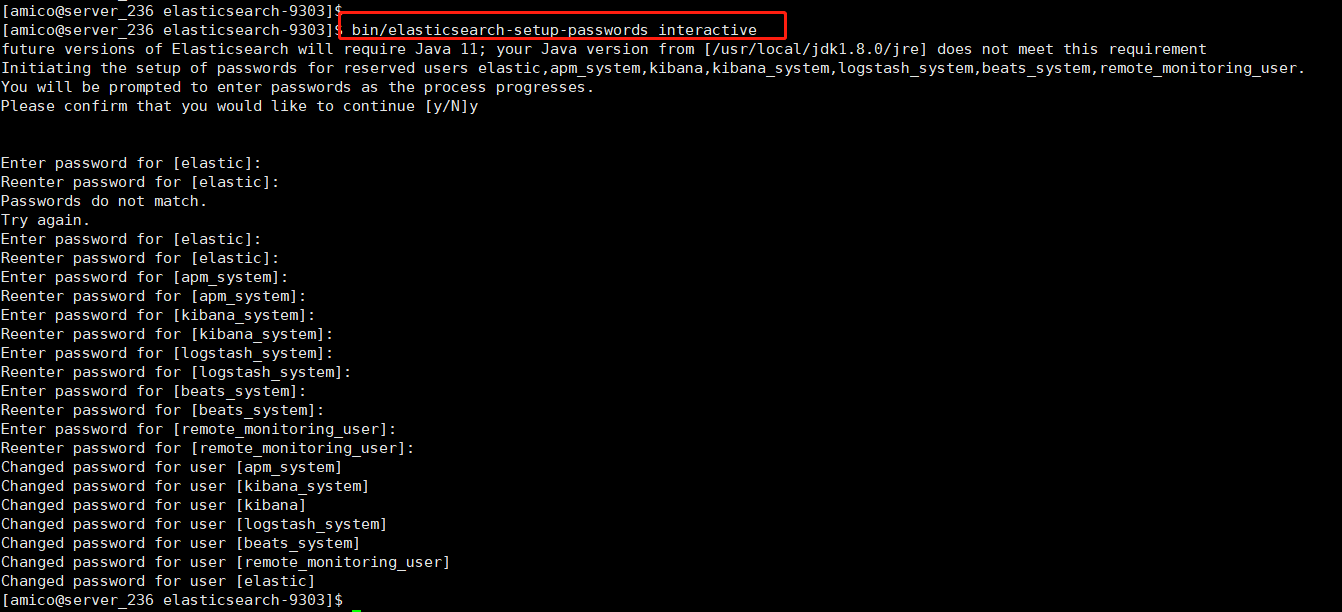 [amico@server_236 elasticsearch-9303]$
[amico@server_236 elasticsearch-9303]$ bin/elasticsearch-setup-passwords interactive
future versions of Elasticsearch will require Java 11; your Java version from [/usr/local/jdk1.8.0/jre] does not meet this requirement
Initiating the setup of passwords for reserved users elastic,apm_system,kibana,kibana_system,logstash_system,beats_system,remote_monitoring_user.
You will be prompted to enter passwords as the process progresses.
Please confirm that you would like to continue [y/N]y
Enter password for [elastic]:
Reenter password for [elastic]:
Passwords do not match.
Try again.
Enter password for [elastic]:
Reenter password for [elastic]:
Enter password for [apm_system]:
Reenter password for [apm_system]:
Enter password for [kibana_system]:
Reenter password for [kibana_system]:
Enter password for [logstash_system]:
Reenter password for [logstash_system]:
Enter password for [beats_system]:
Reenter password for [beats_system]:
Enter password for [remote_monitoring_user]:
Reenter password for [remote_monitoring_user]:
Changed password for user [apm_system]
Changed password for user [kibana_system]
Changed password for user [kibana]
Changed password for user [logstash_system]
Changed password for user [beats_system]
Changed password for user [remote_monitoring_user]
Changed password for user [elastic]
[amico@server_236 elasticsearch-9303]$